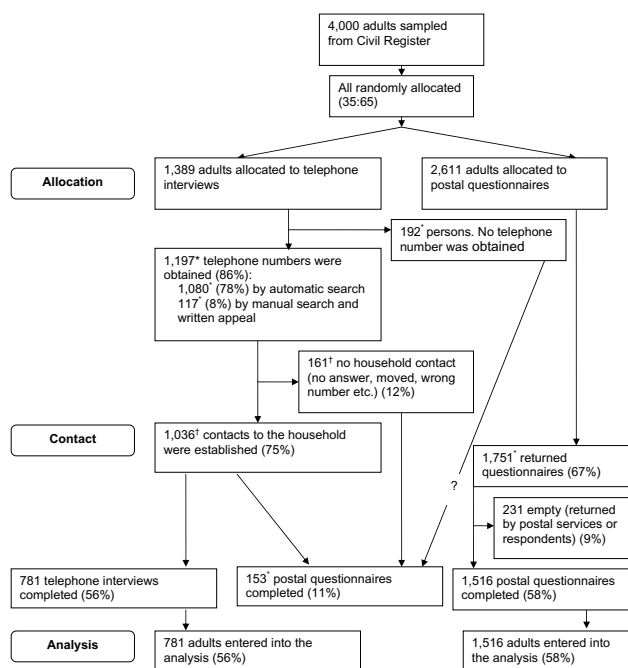 4,000 adults sampled
from Civil Register
All randomly allocated
(35:65)
Allocation
1,389 adults allocated to telephone
interviews
2,611 adults allocated to
postal questionnaires
192* persons. No telephone
number was obtained
1,197* telephone numbers were
obtained (86%):
1,080* (78%) by automatic search
117* (8%) by manual search and
written appeal
161† no household contact
(no answer, moved, wrong
number etc.) (12%)
Contact
1,036† contacts to the household
were established (75%)
1,751* returned
questionnaires (67%)
?
231 empty (returned
by postal services or
respondents) (9%)
781 telephone interviews
completed (56%)
153* postal questionnaires
completed (11%)
1,516 postal questionnaires
completed (58%)
Analysis
781 adults entered into the
analysis (56%)
1,516 adults entered into
the analysis (58%)